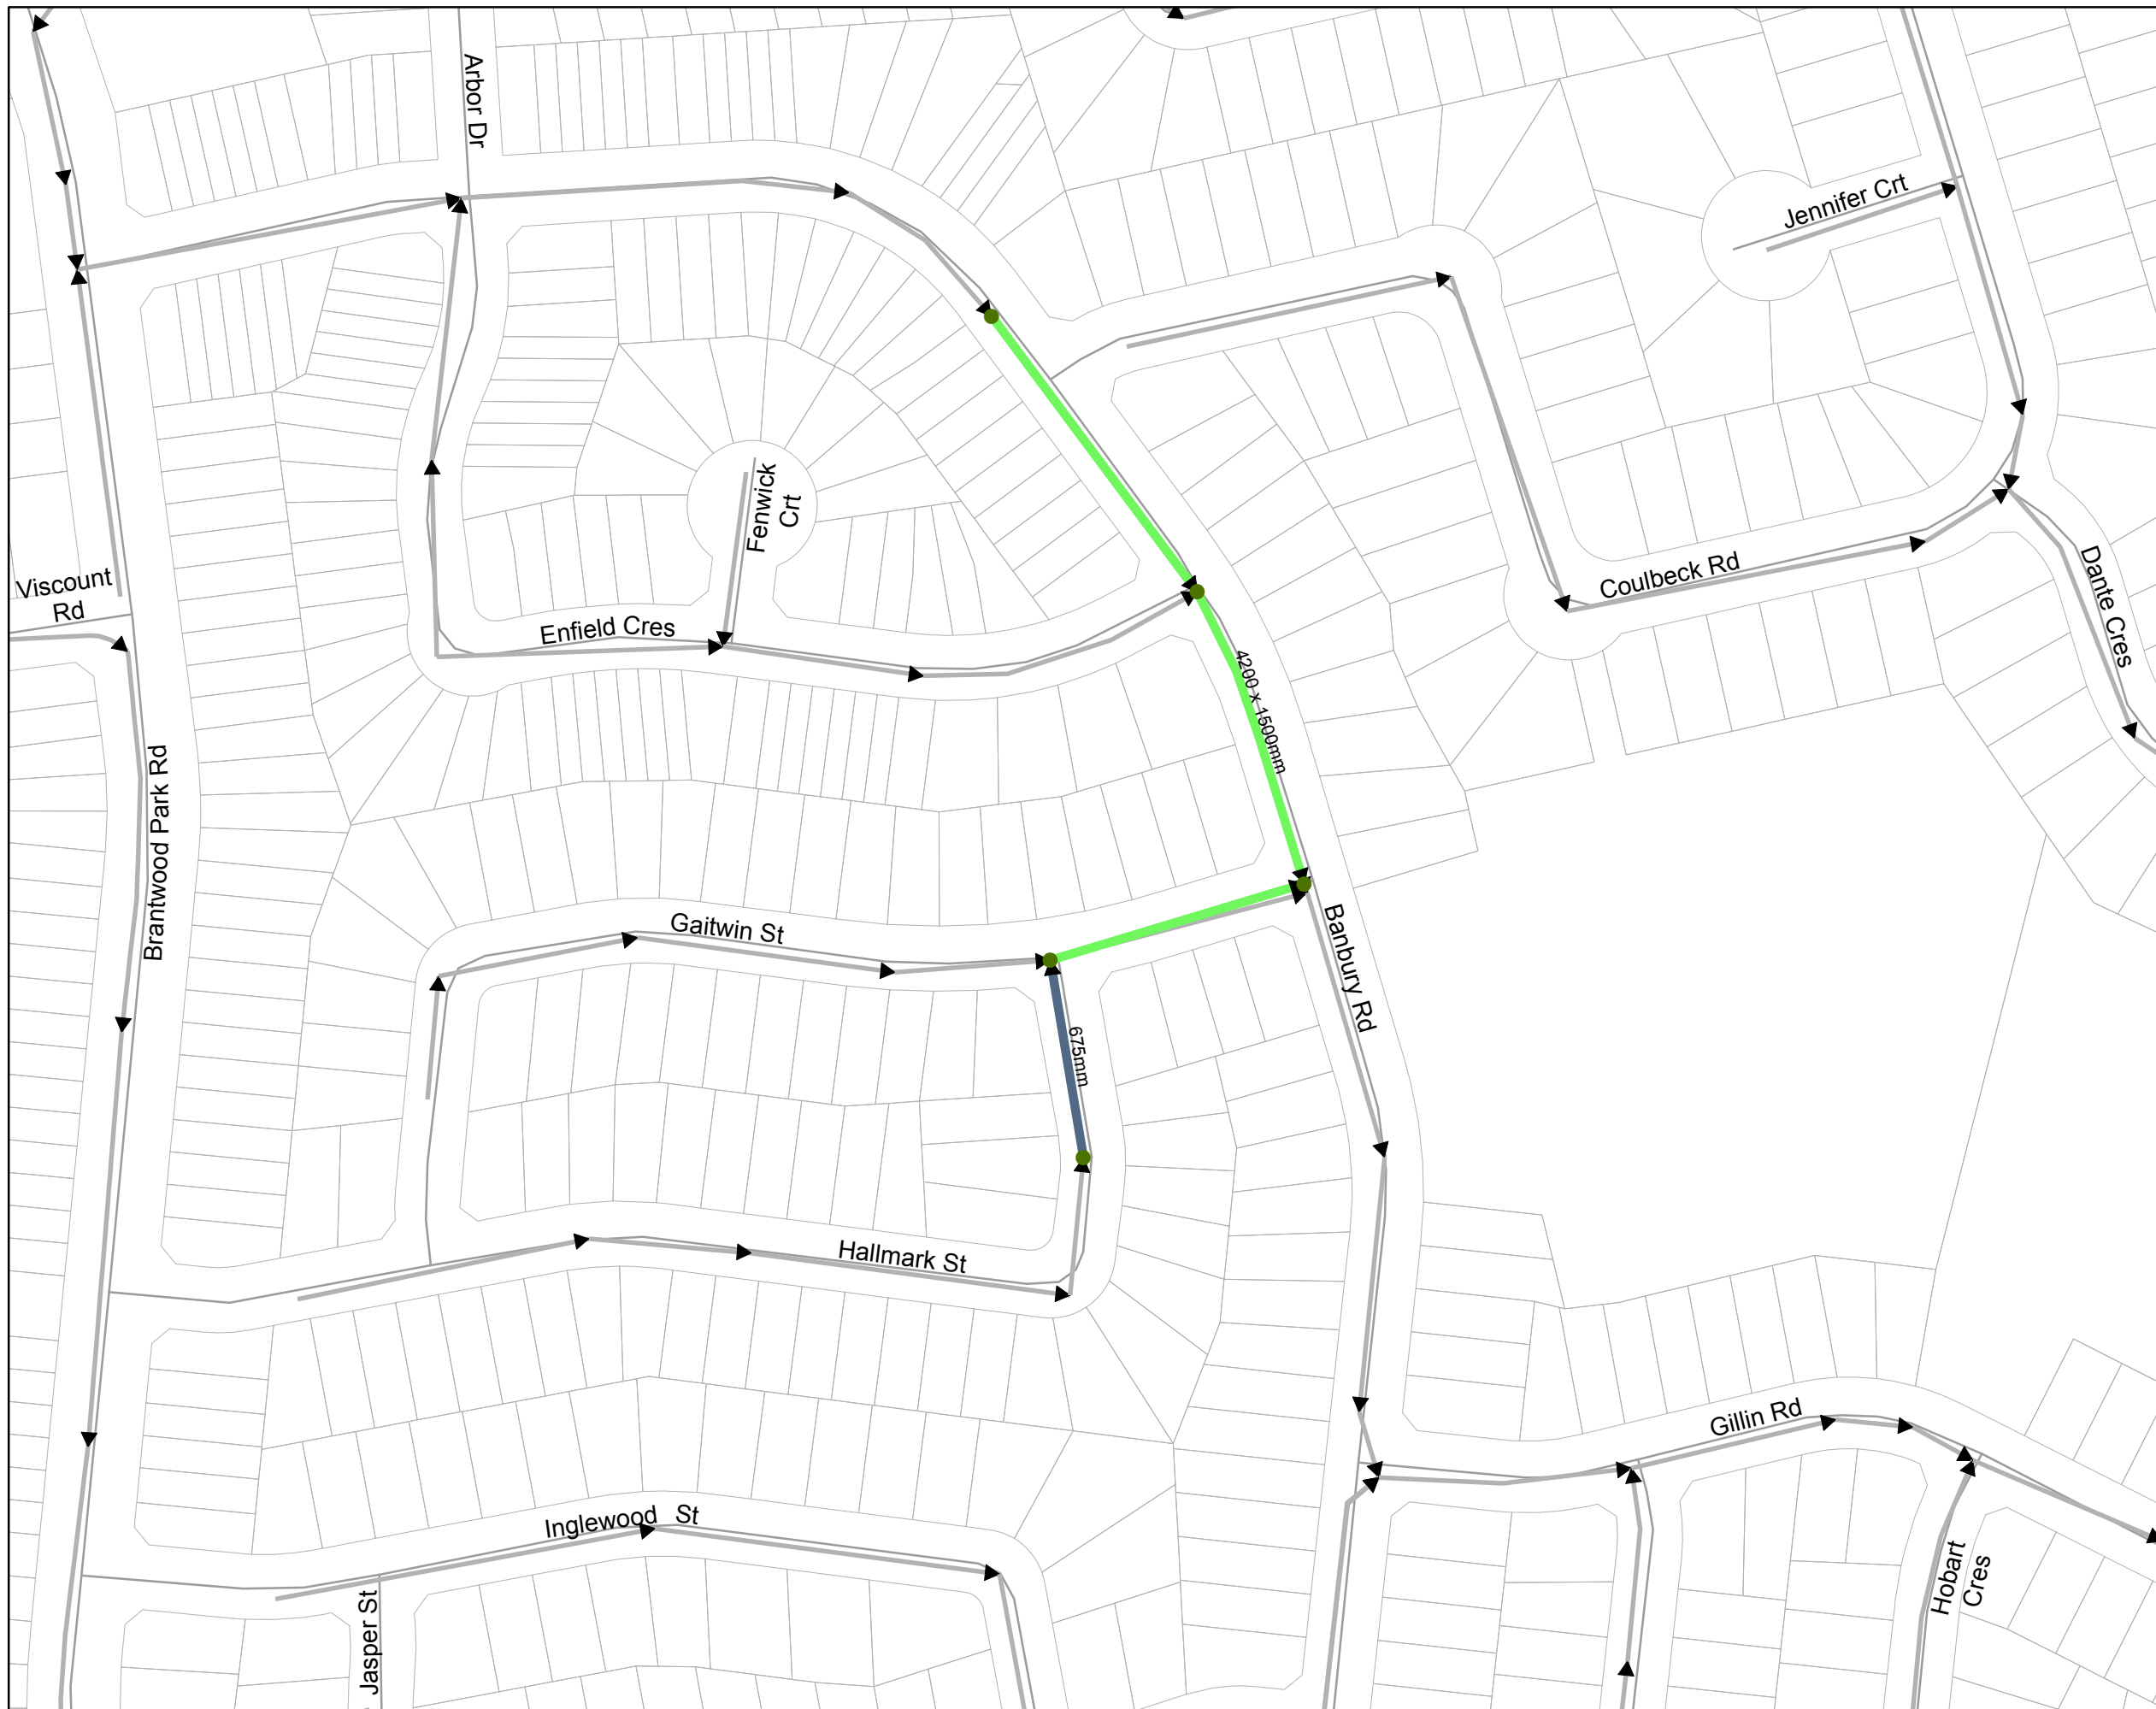 Arbor Dr
Jennifer Crt
Fenwick
Crt
Viscount
Rd
Enfield Cres
Coulbeck Rd
Dante Cres
4200 x 1500mm
Brantwood Park Rd
Gaitwin St
Banbury Rd
675mm
Hallmark St
Gillin Rd
Inglewood St
Jasper St
Hobart
Cres